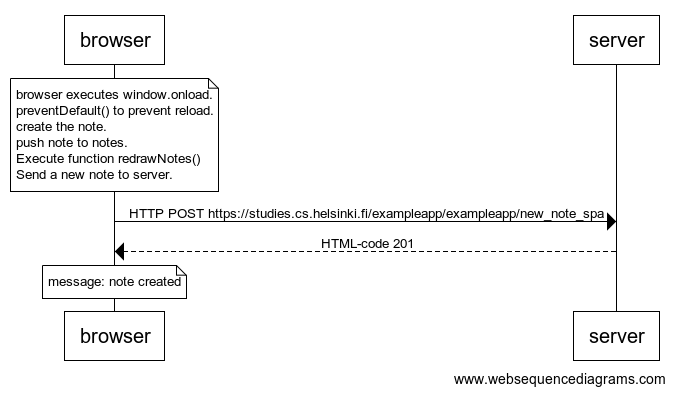 browser
server
browser executes window.onload.
preventDefault() to prevent reload.
create the note.
push note to notes.
Execute function redrawNotes()
Send a new note to server.
HTTP POST https://studies.cs.helsinki.fi/exampleapp/exampleapp/new_note_spa
HTML-code 201
message: note created
browser
server
www.websequencediagrams.com